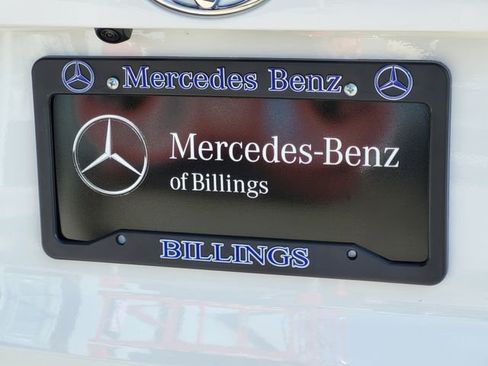 Mercedes Benz
Mercedes-Benz
of Billings
BILLINGS